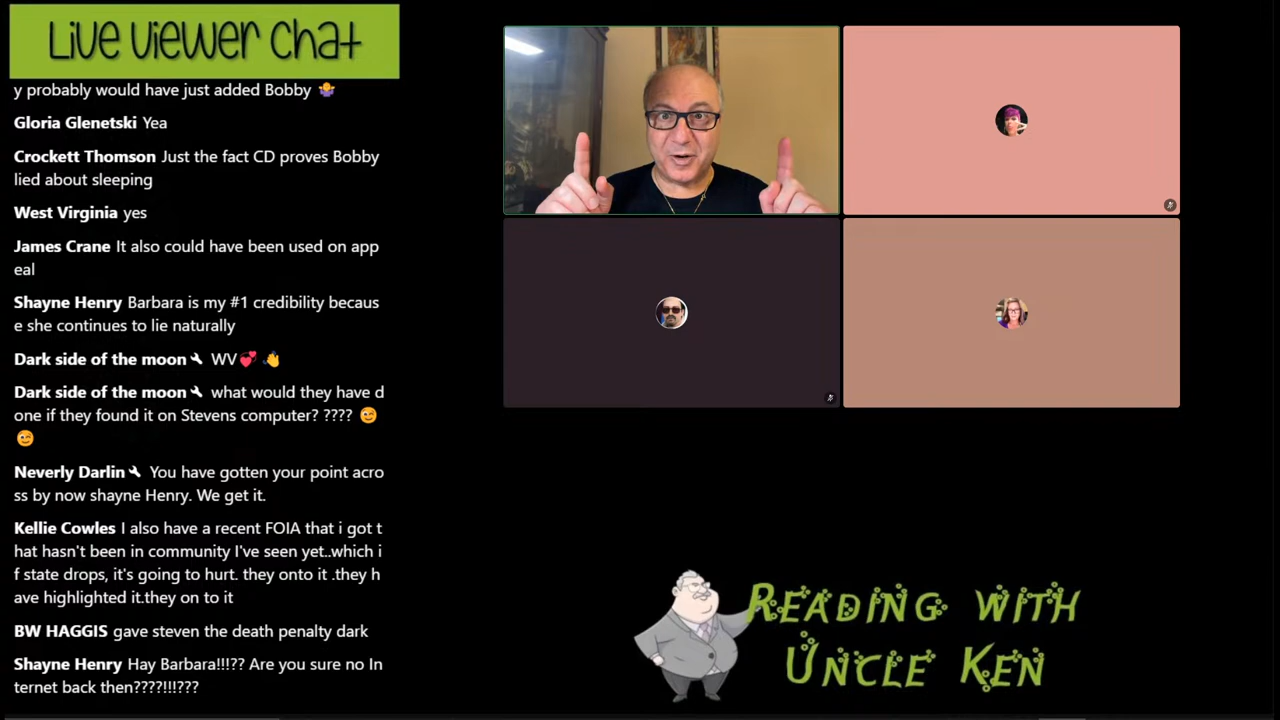 Live viewer chat
y probably would have just added Bobby 🤷
Gloria Glenetski Yea
Crockett Thomson Just the fact CD proves Bobby
lied about sleeping
West Virginia yes
James Crane It also could have been used on app
eal
Shayne Henry Barbara is my #1 credibility becaus
e she continues to lie naturally
Dark side of the moon WV💞 👋
Dark side of the moon what would they have d
one if they found it on Stevens computer? ???? 😉
😉
Neverly Darlin You have gotten your point acro
ss by now shayne Henry. We get it.
Kellie Cowles I also have a recent FOIA that i got t
hat hasn't been in community I've seen yet..which i
f state drops, it's going to hurt. they onto it .they h
ave highlighted it.they on to it
BW HAGGIS gave steven the death penalty dark
Shayne Henry Hay Barbara!!!?? Are you sure no In
ternet back then????!!!???
Reading with
Uncle Ken